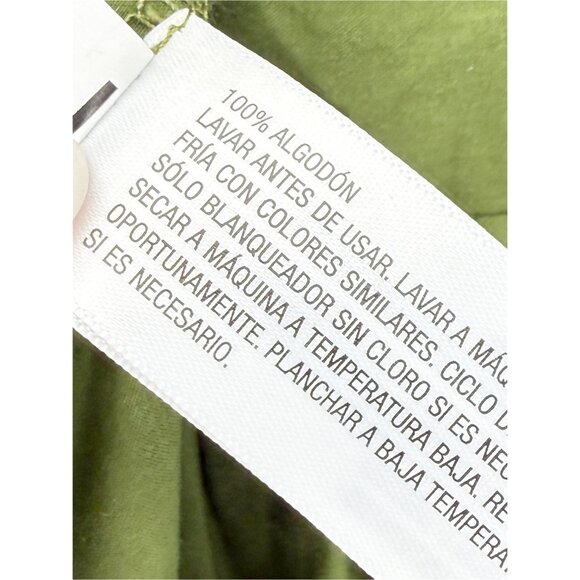 100% ALGODÓN
LAVAR ANTES DE USAR. LAVAR A
FRÍA CON COLORES SIMILARES. CICLO
SÓLO BLANQUEADOR SIN CLORO SI ES
SECAR A MÁQUINA A TEMPERATURA BAJA.
OPORTUNAMENTE. PLANCHAR A BAJA
SI ES NECESARIO.